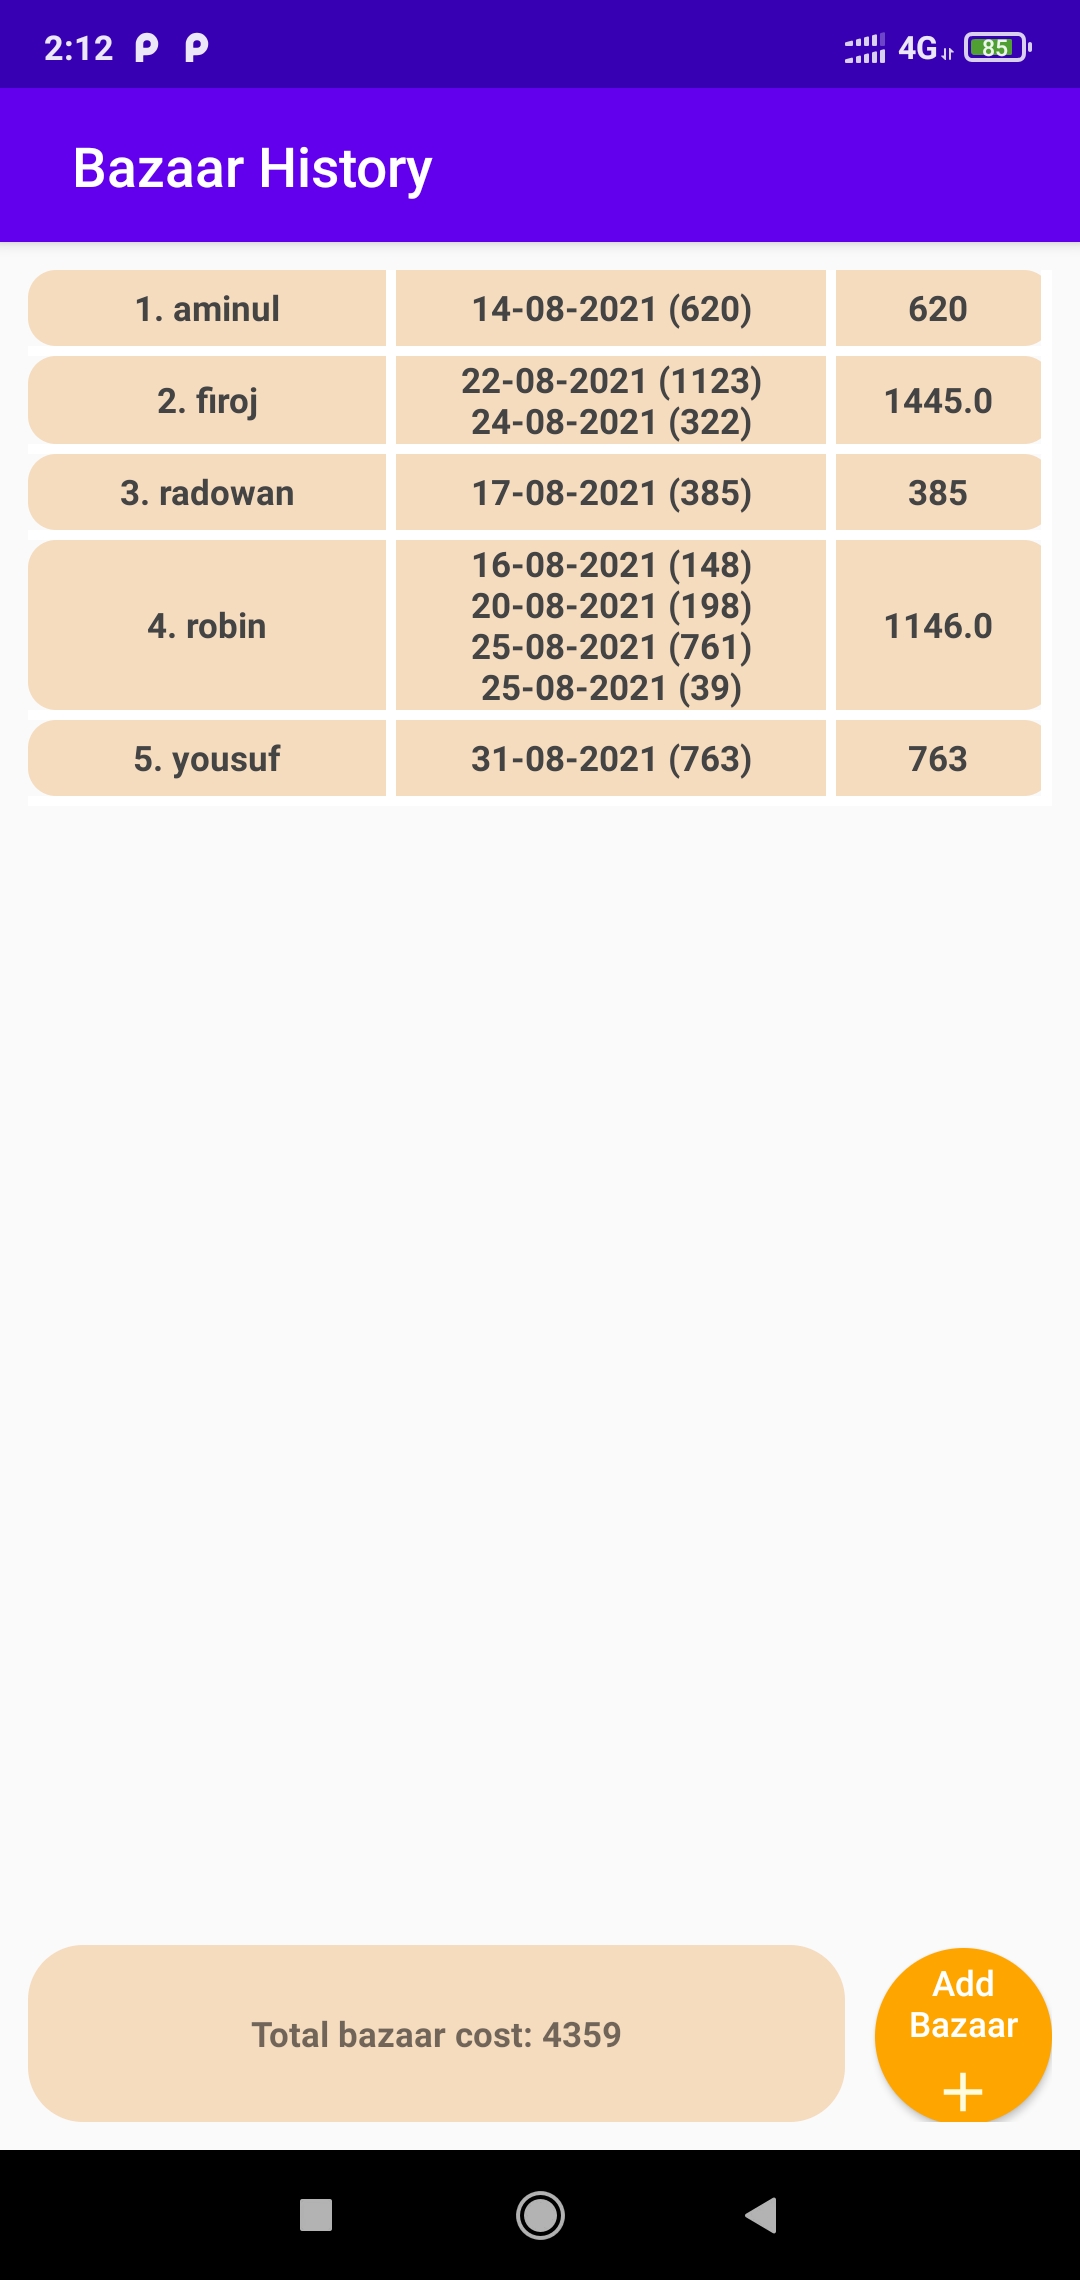 2:12 4G 85
Bazaar History
1. aminul 14-08-2021 (620) 620
2. firoj 22-08-2021 (1123) 1445.0
24-08-2021 (322)
3. radowan 17-08-2021 (385) 385
4. robin 16-08-2021 (148) 1146.0
20-08-2021 (198)
25-08-2021 (761)
25-08-2021 (39)
5. yousuf 31-08-2021 (763) 763
Total bazaar cost: 4359
Add
Bazaar
+